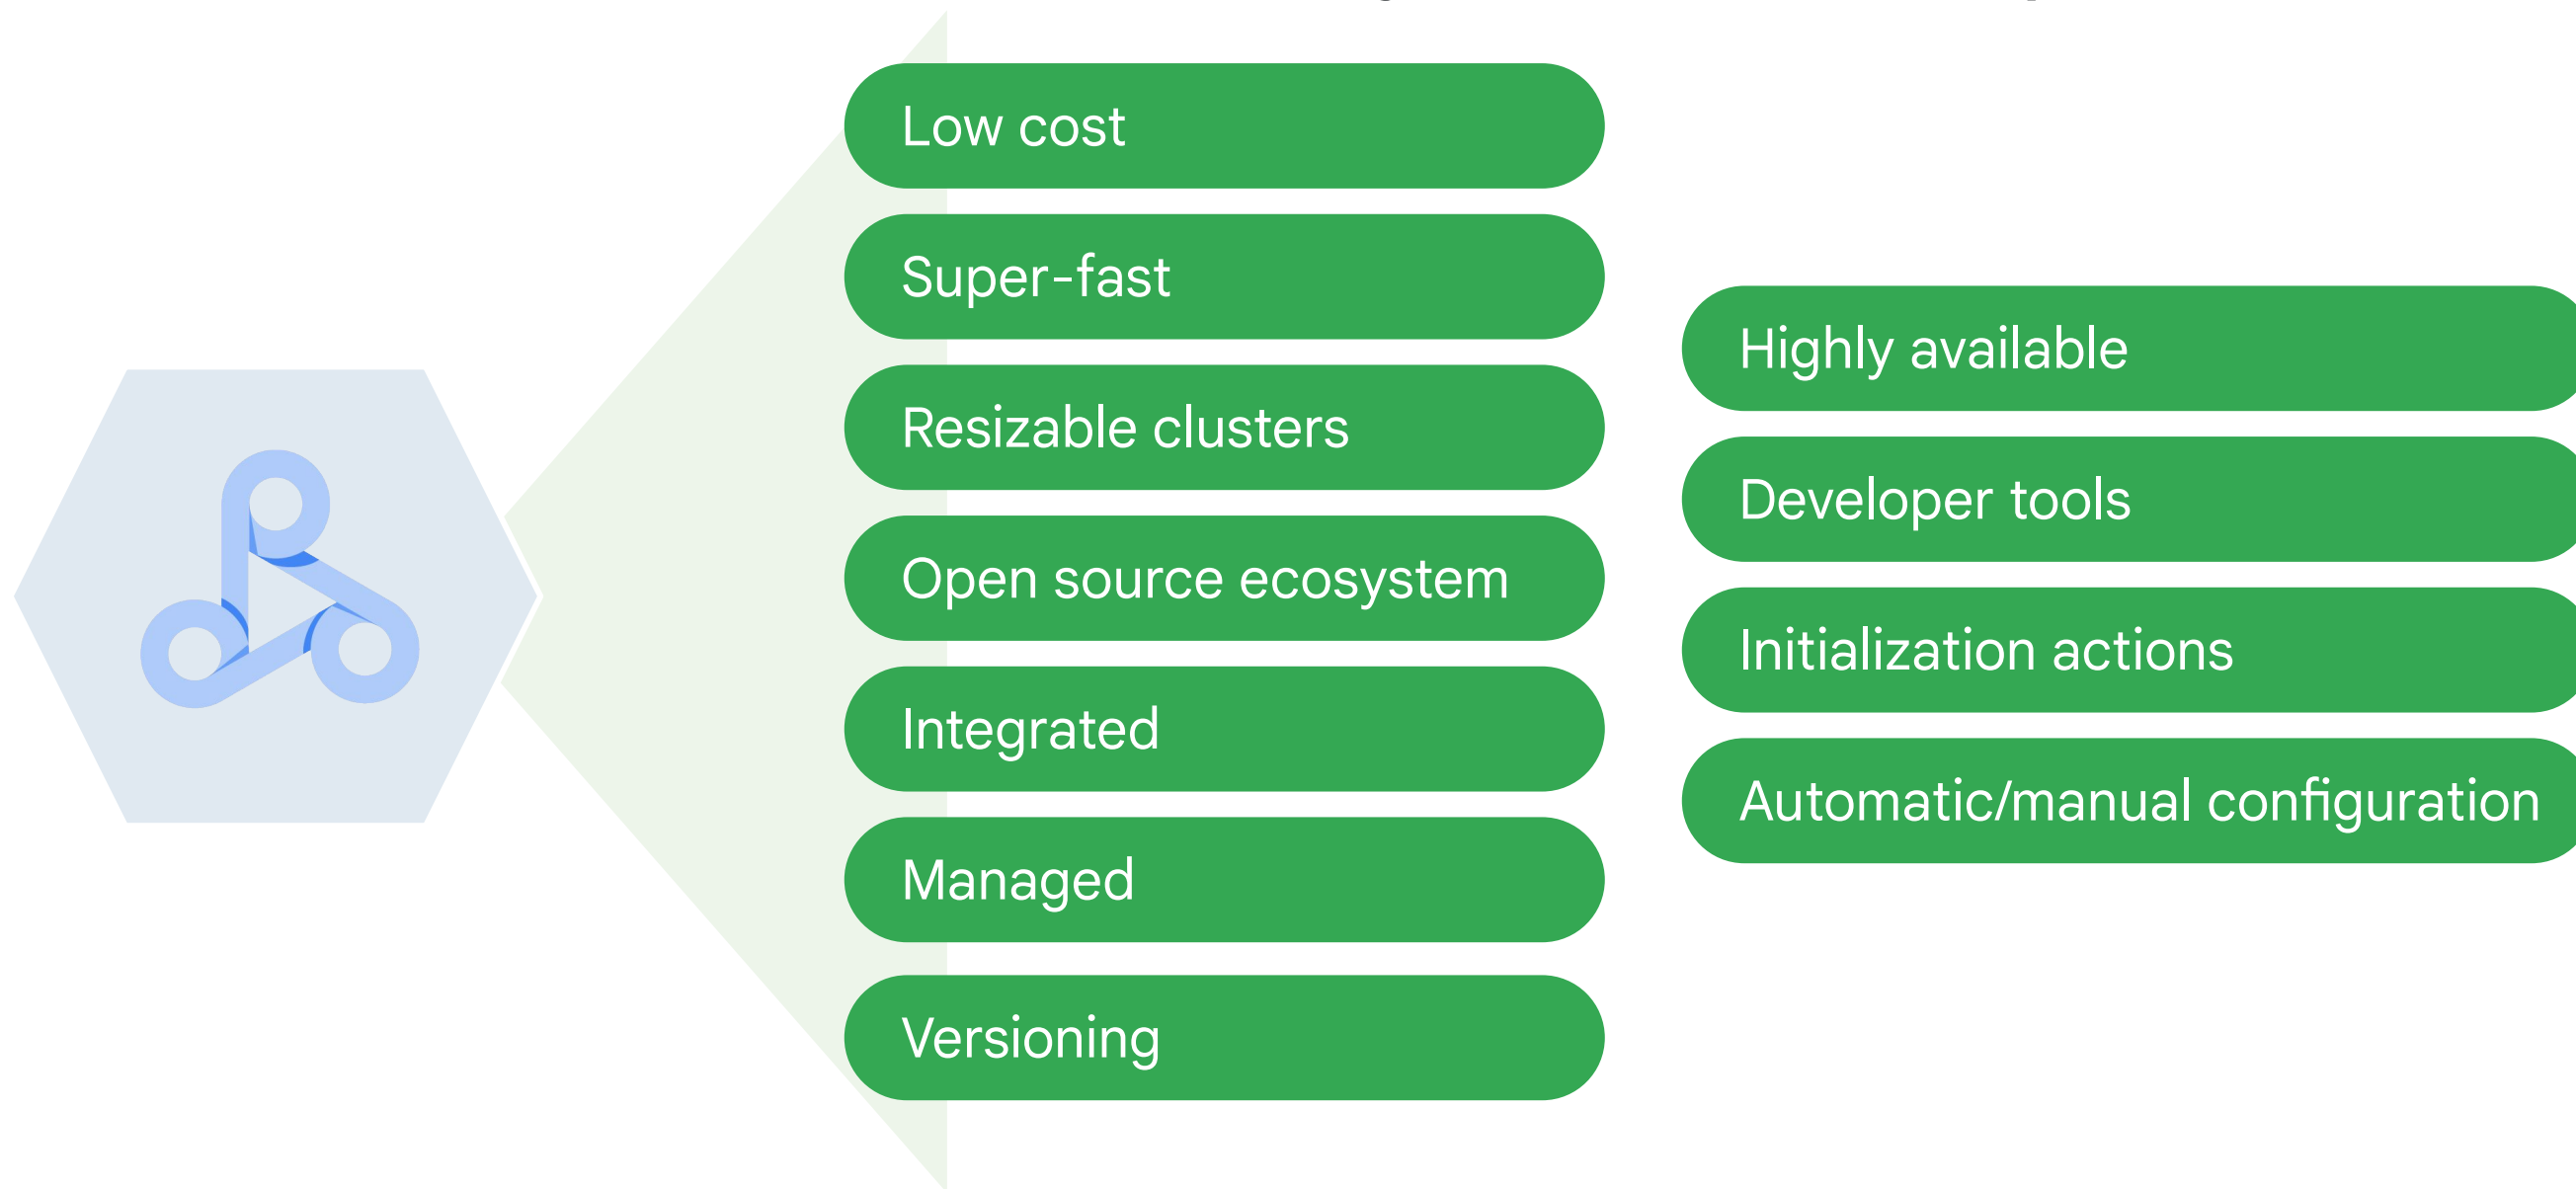 Low cost
Super-fast
Resizable clusters
Open source ecosystem
Integrated
Managed
Versioning
Highly available
Developer tools
Initialization actions
Automatic/manual configuration